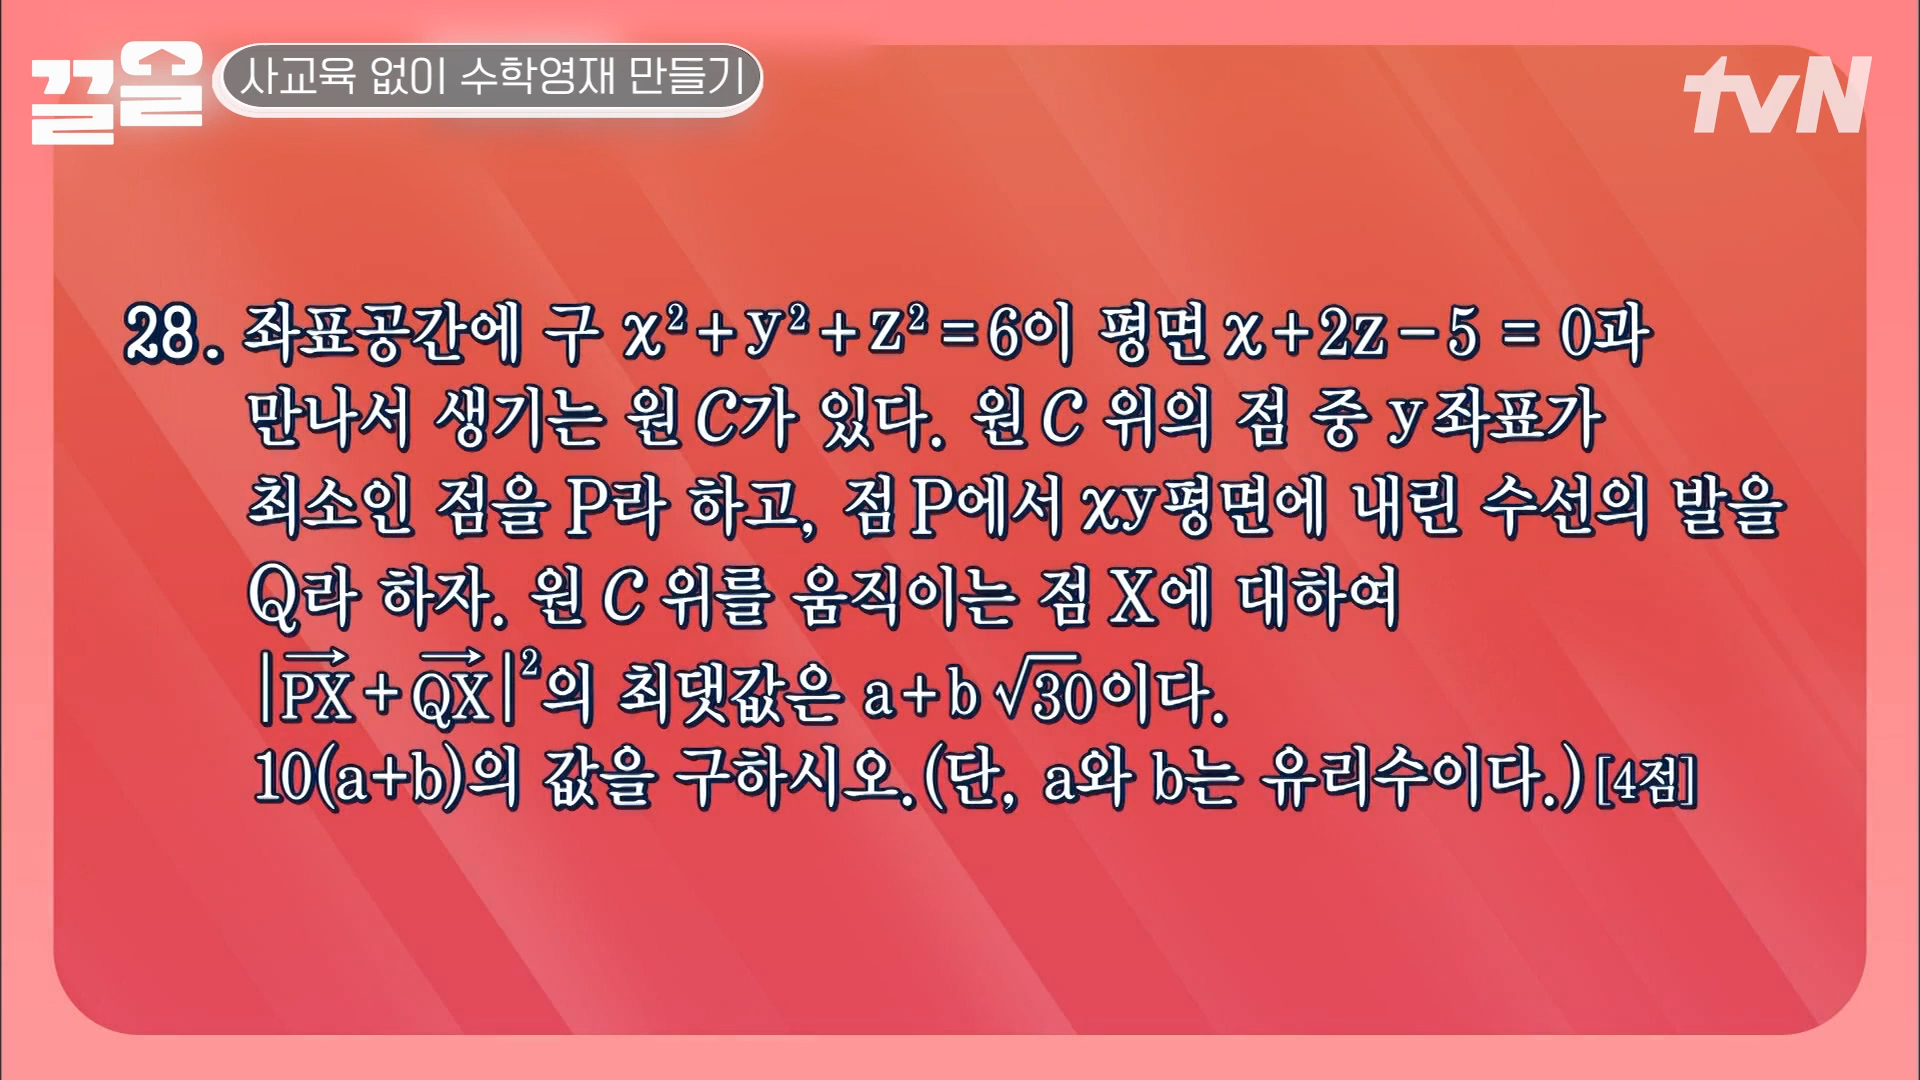 끌올
사교육 없이 수학영재 만들기
tvN
28. 좌표공간에 구 x²+y²+z²=6이 평면 x+2z-5 = 0과
만나서 생기는 원 C가 있다. 원 C 위의 점 중 y좌표가
최소인 점을 P라 하고, 점 P에서 xy평면에 내린 수선의 발을
Q라 하자. 원 C 위를 움직이는 점 X에 대하여
|PX⃗+QX⃗|²의 최댓값은 a+b√30이다.
10(a+b)의 값을 구하시오.(단, a와 b는 유리수이다.) [4점]